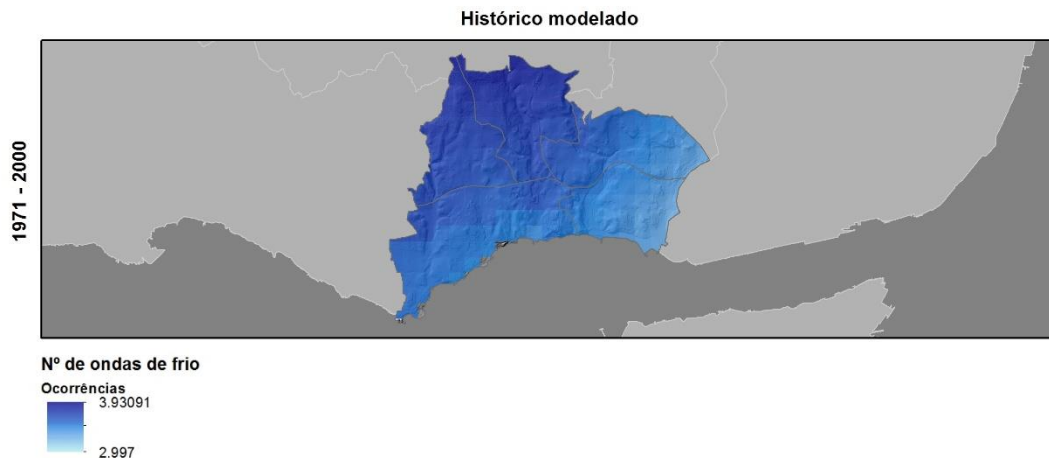 Histórico modelado
1971 - 2000
Nº de ondas de frio
Ocorrências
3.93091
2.997